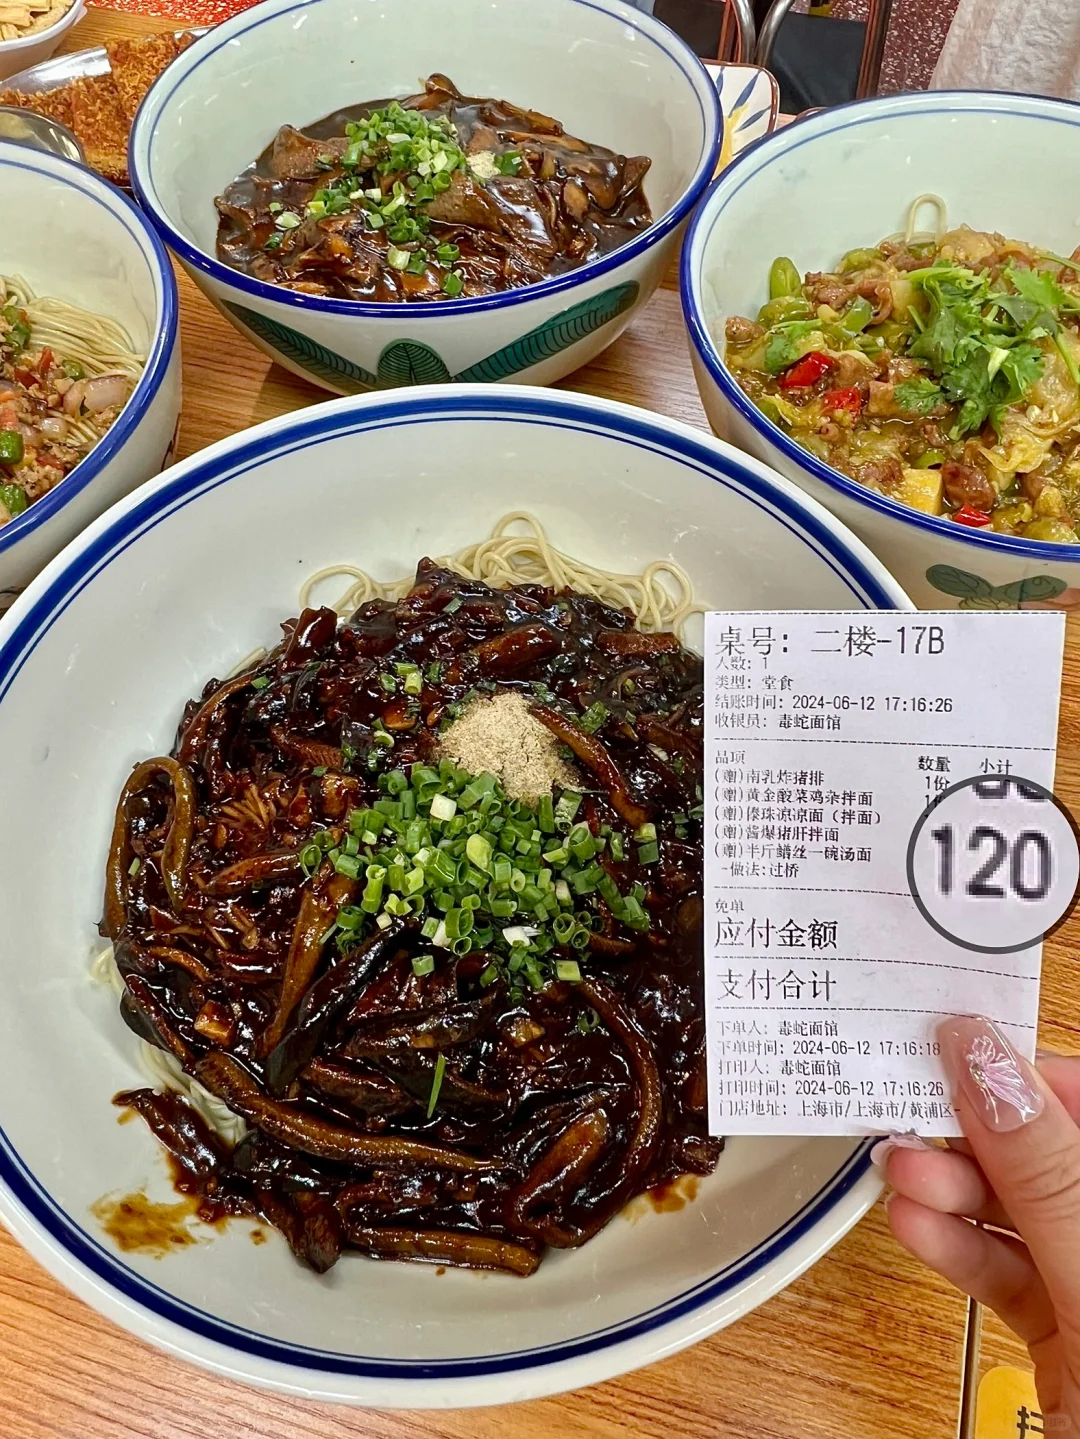 桌号: 二楼-17B
人数: 1
类型: 堂食
结账时间: 2024-06-12 17:16:26
收银员: 毒蛇面馆
品项 数量 小计
(赠)南乳炸猪排 1份
(赠)黄金酸菜鸡杂拌面
(赠)傣珠凉凉面 (拌面)
(赠)酱爆猪肝拌面
(赠)半斤鳝丝一碗汤面
-做法:过桥
120
免单
应付金额
支付合计
下单人: 毒蛇面馆
下单时间: 2024-06-12 17:16:18
打印人: 毒蛇面馆
打印时间: 2024-06-12 17:16:26
门店地址: 上海市/上海市/黄浦区-